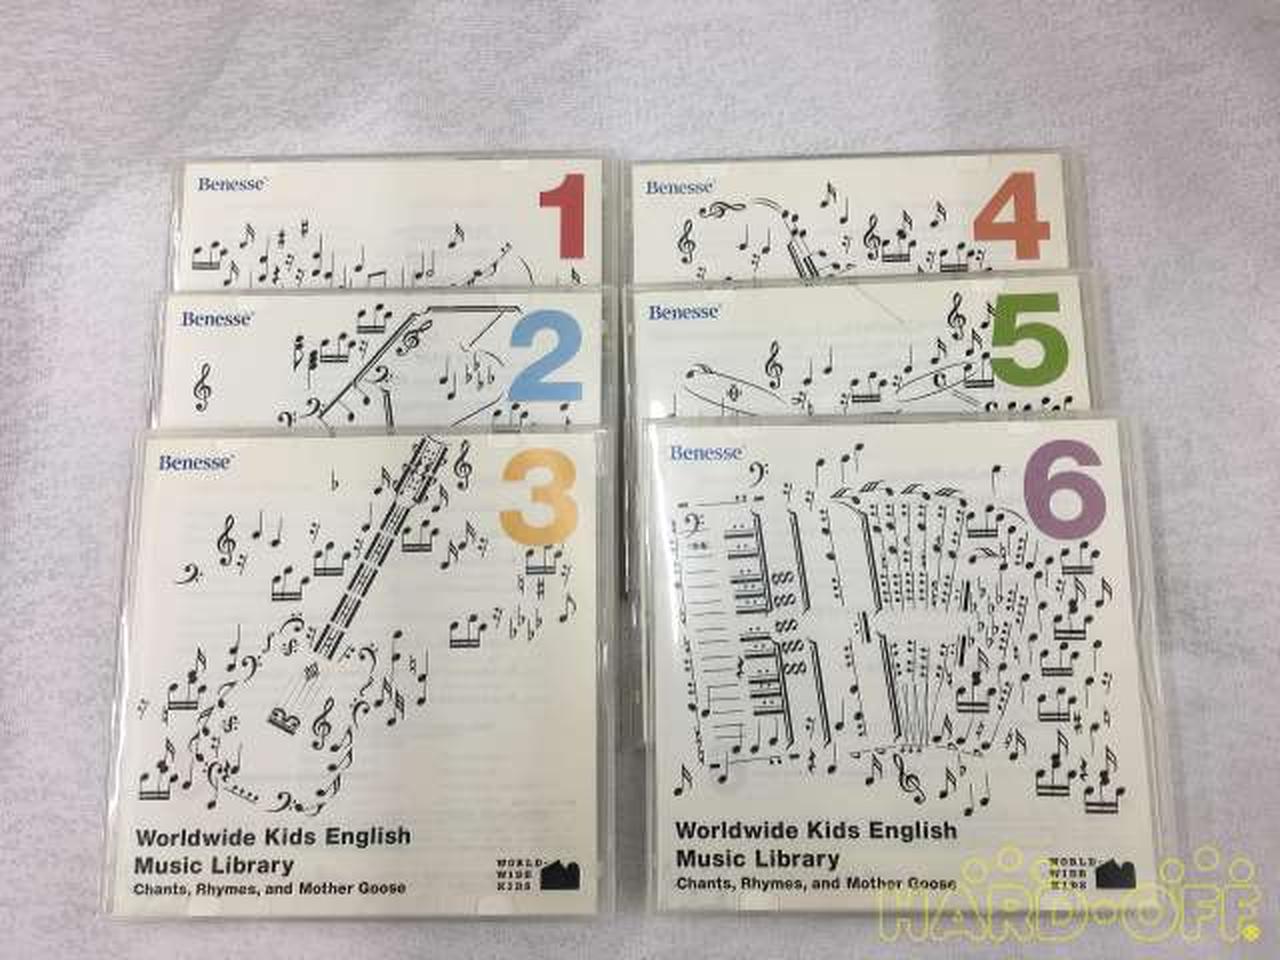 Benesse
1
Benesse
2
Benesse
3
Worldwide Kids English
Music Library
Chants, Rhymes, and Mother Goose
WORLD
WIDE
KIDS
Benesse
4
Benesse
5
Benesse
6
Worldwide Kids English
Music Library
Chants, Rhymes, and Mother Goose
WORLD
WIDE
KIDS
HARD-OFF